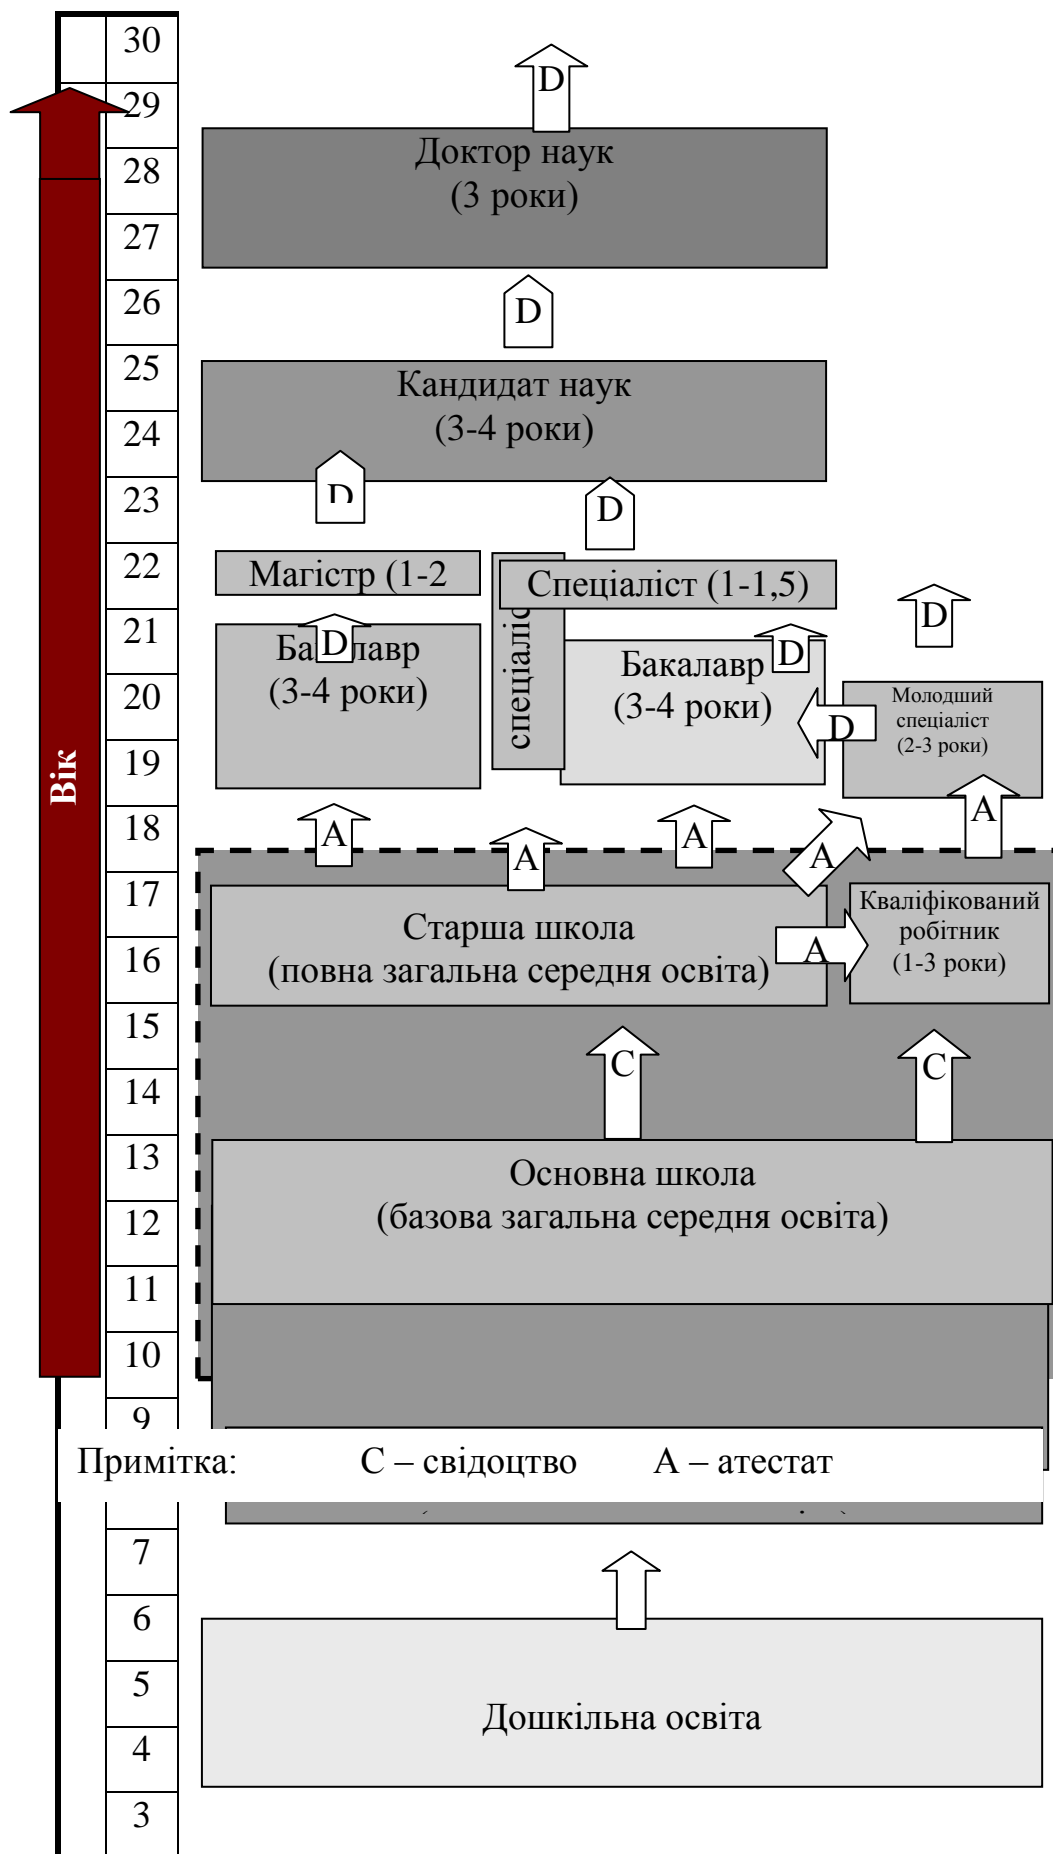 30
D
29
Доктор наук
(3 роки)
28
27
26
D
25
Кандидат наук
(3-4 роки)
24
23
D
D
22
Магістр (1-2
Спеціаліст (1-1,5)
спеціаліс
21
D
D
D
(3-4 роки)
Бакалавр
(3-4 роки)
20
Молодший
спеціаліст
(2-3 роки)
D
19
Вік
18
A
A
A
A
A
17
Старша школа
(повна загальна середня освіта)
Кваліфікований
робітник
(1-3 роки)
A
16
15
C
C
14
13
Основна школа
(базова загальна середня освіта)
12
11
10
9
Примітка: С – свідоцтво А – атестат
7
6
5
Дошкільна освіта
4
3